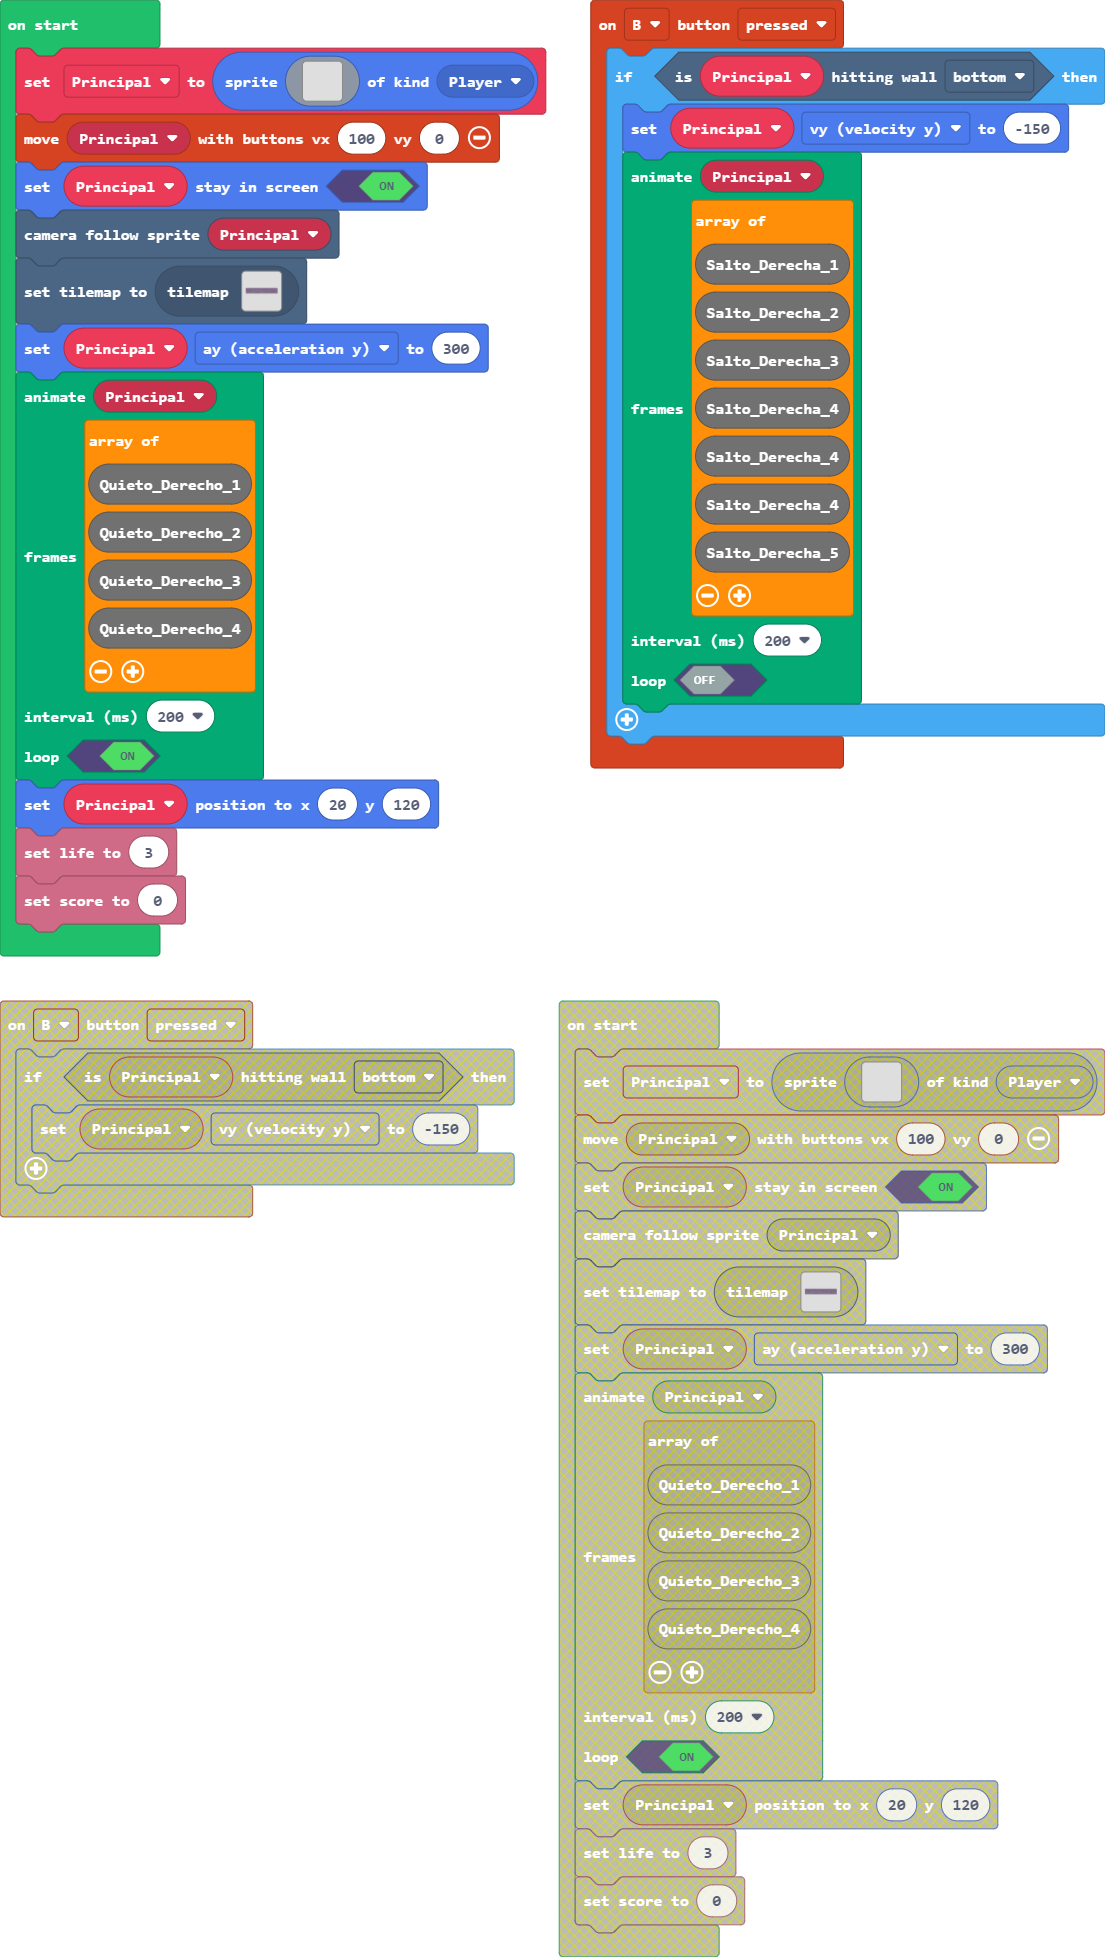 on start
set Principal to sprite of kind Player
move Principal with buttons vx 100 vy 0
set Principal stay in screen ON
camera follow sprite Principal
set tilemap to tilemap
set Principal ay (acceleration y) to 300
animate Principal
array of
Quieto_Derecho_1
Quieto_Derecho_2
frames
Quieto_Derecho_3
Quieto_Derecho_4
interval (ms) 200
loop ON
set Principal position to x 20 y 120
set life to 3
set score to 0
on B button pressed
if is Principal hitting wall bottom then
set Principal vy (velocity y) to -150
animate Principal
array of
Salto_Derecha_1
Salto_Derecha_2
Salto_Derecha_3
frames Salto_Derecha_4
Salto_Derecha_4
Salto_Derecha_4
Salto_Derecha_5
interval (ms) 200
loop OFF
on B button pressed
if is Principal hitting wall bottom then
set Principal vy (velocity y) to -150
on start
set Principal to sprite of kind Player
move Principal with buttons vx 100 vy 0
set Principal stay in screen ON
camera follow sprite Principal
set tilemap to tilemap
set Principal ay (acceleration y) to 300
animate Principal
array of
Quieto_Derecho_1
Quieto_Derecho_2
frames
Quieto_Derecho_3
Quieto_Derecho_4
interval (ms) 200
loop ON
set Principal position to x 20 y 120
set life to 3
set score to 0